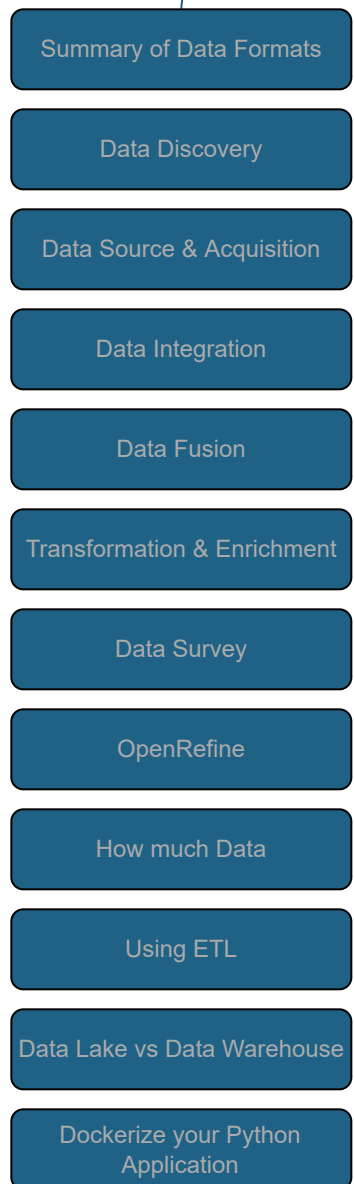 Summary of Data Formats
Data Discovery
Data Source & Acquisition
Data Integration
Data Fusion
Transformation & Enrichment
Data Survey
OpenRefine
How much Data
Using ETL
Data Lake vs Data Warehouse
Dockerize your Python
Application